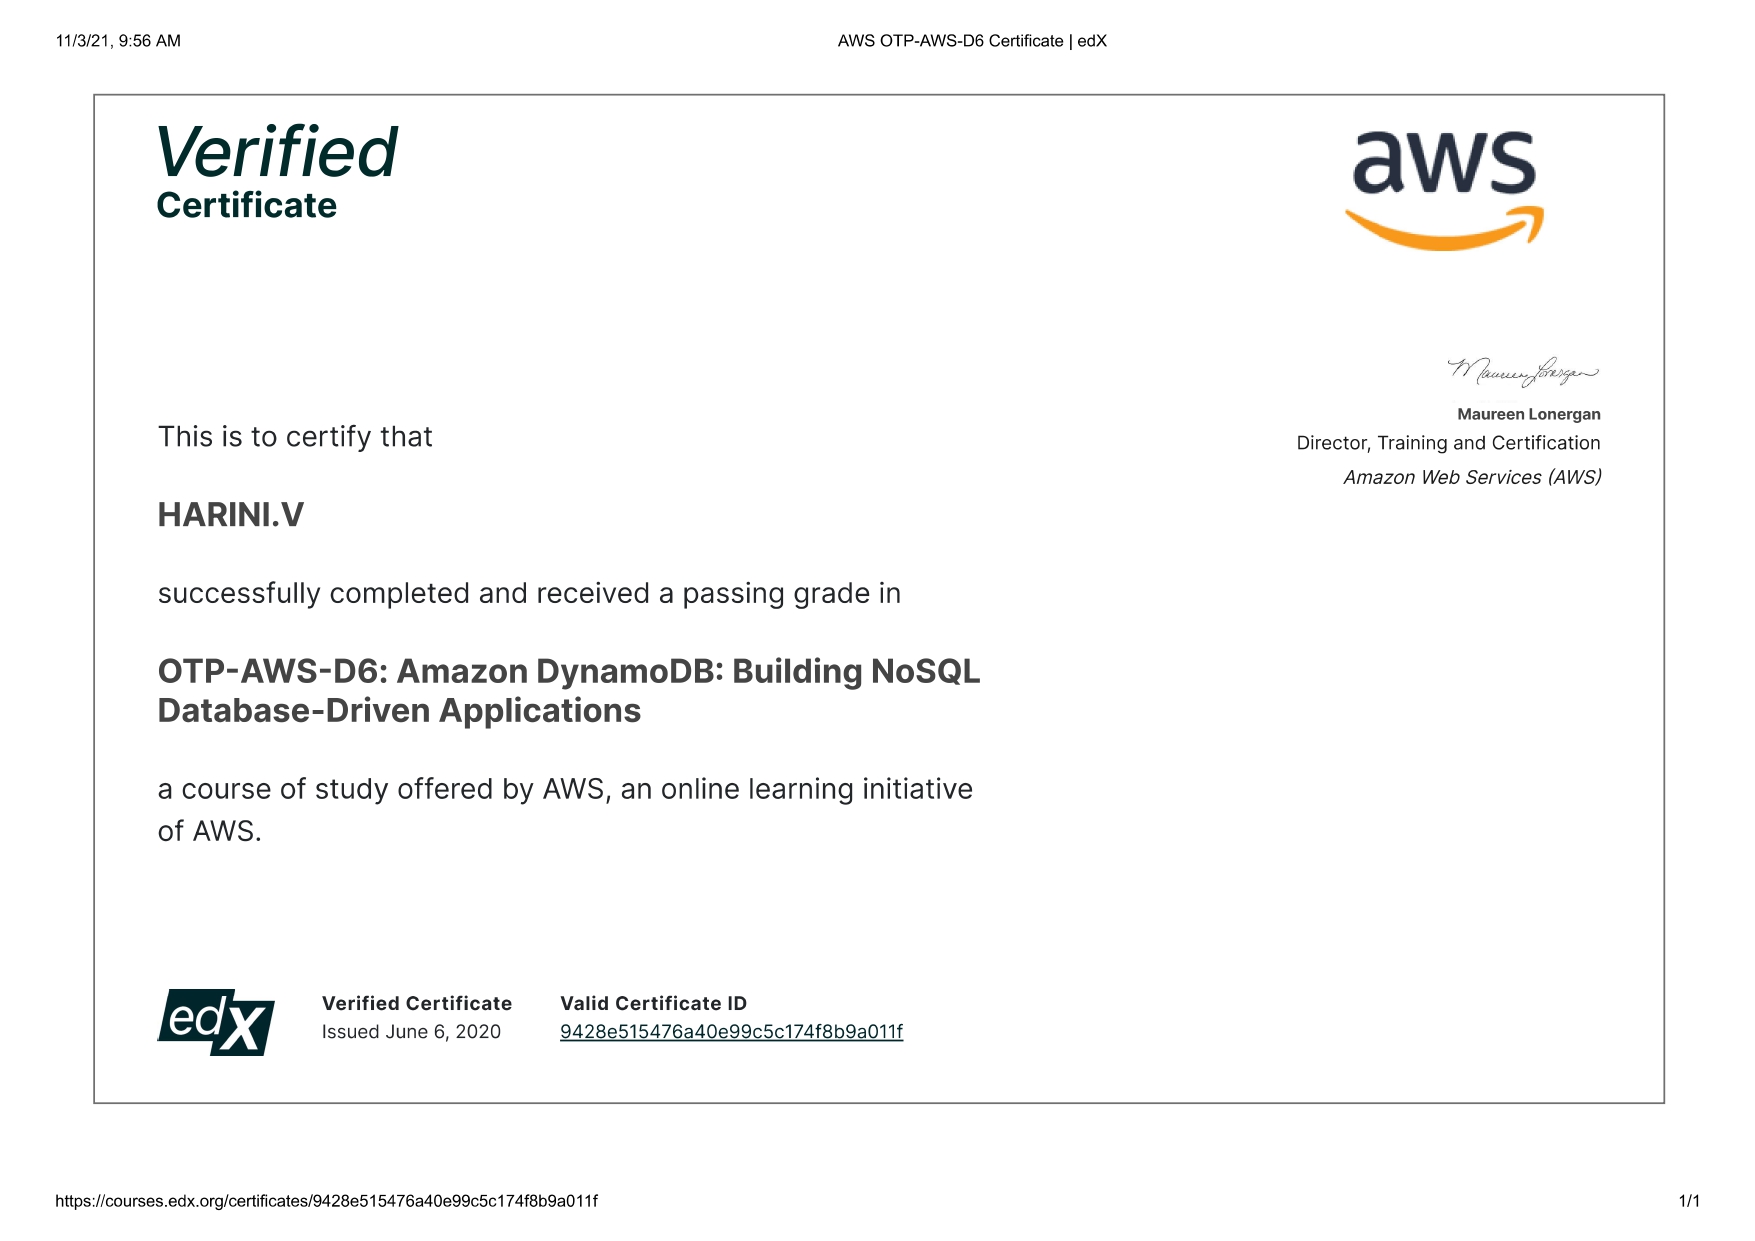 11/3/21, 9:56 AM
AWS OTP-AWS-D6 Certificate | edX
Verified
Certificate
aws
Maureen Lonergan
Maureen Lonergan
Director, Training and Certification
Amazon Web Services (AWS)
This is to certify that
HARINI.V
successfully completed and received a passing grade in
OTP-AWS-D6: Amazon DynamoDB: Building NoSQL
Database-Driven Applications
a course of study offered by AWS, an online learning initiative
of AWS.
edX
Verified Certificate
Issued June 6, 2020
Valid Certificate ID
9428e515476a40e99c5c174f8b9a011f
https://courses.edx.org/certificates/9428e515476a40e99c5c174f8b9a011f
1/1